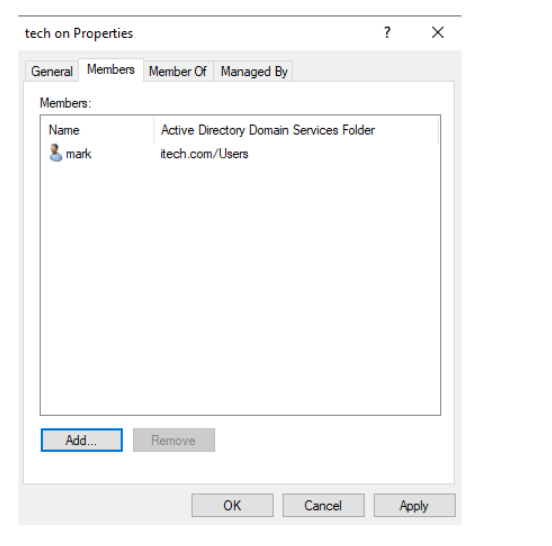 tech on Properties ? ×
General Members Member Of Managed By
Members:
Name Active Directory Domain Services Folder
mark itech.com/Users
Add... Remove
OK Cancel Apply